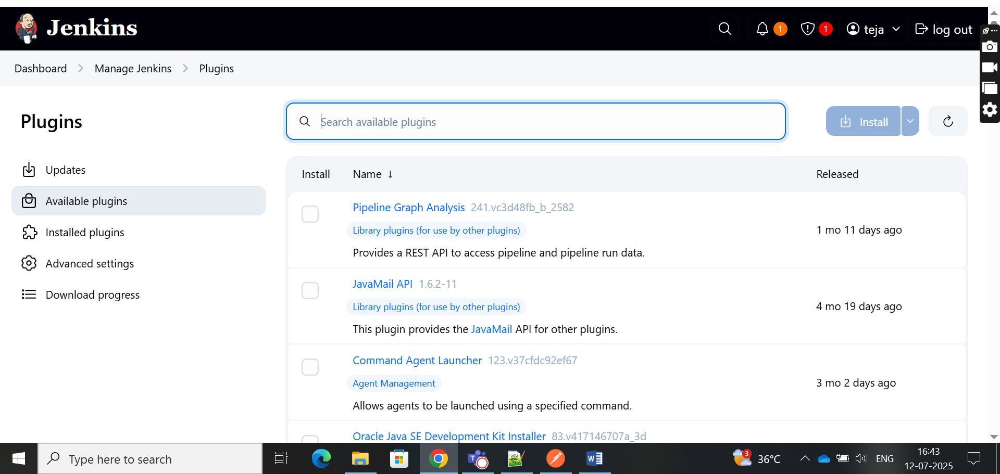 Jenkins
1
1
teja
log out
Dashboard
Manage Jenkins
Plugins
Plugins
Search available plugins
Install
Updates
Available plugins
Installed plugins
Advanced settings
Download progress
Install Name ↓ Released
Pipeline Graph Analysis 241.vc3d48fb_b_2582
Library plugins (for use by other plugins)
1 mo 11 days ago
Provides a REST API to access pipeline and pipeline run data.
JavaMail API 1.6.2-11
Library plugins (for use by other plugins)
4 mo 19 days ago
This plugin provides the JavaMail API for other plugins.
Command Agent Launcher 123.v37cfdc92ef67
Agent Management
3 mo 2 days ago
Allows agents to be launched using a specified command.
Oracle Java SE Development Kit Installer 83.v417146707a_3d
Type here to search
3
36°C
ENG
16:43
12-07-2025